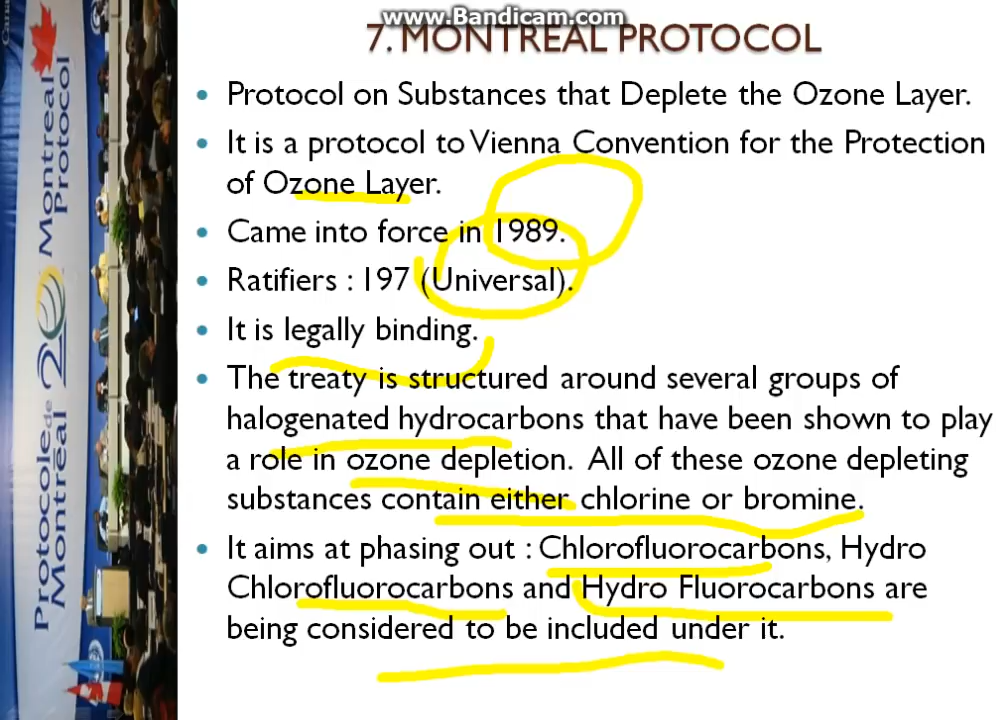 www.Bandicam.com
7. MONTREAL PROTOCOL
• Protocol on Substances that Deplete the Ozone Layer.
• It is a protocol to Vienna Convention for the Protection
of Ozone Layer.
• Came into force in 1989.
• Ratifiers : 197 (Universal).
• It is legally binding.
• The treaty is structured around several groups of
halogenated hydrocarbons that have been shown to play
a role in ozone depletion. All of these ozone depleting
substances contain either chlorine or bromine.
• It aims at phasing out : Chlorofluorocarbons, Hydro
Chlorofluorocarbons and Hydro Fluorocarbons are
being considered to be included under it.
Protocole de Montréal 20 Montreal Protocol